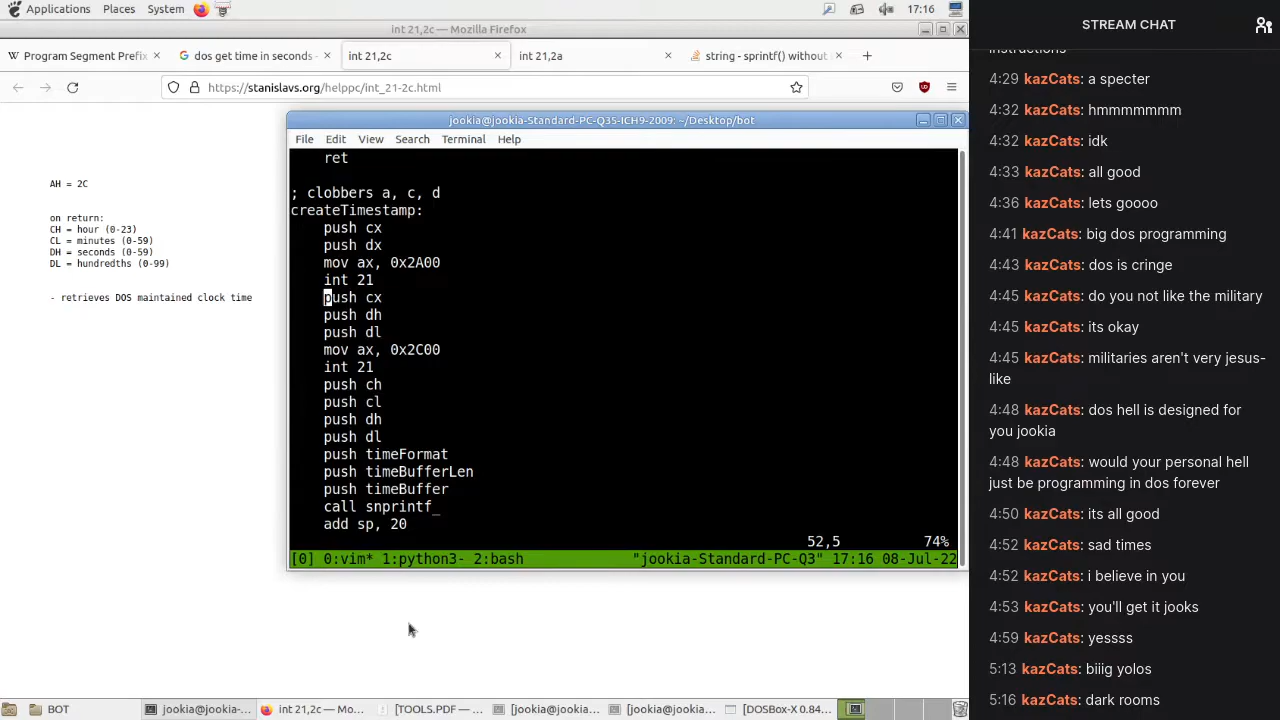 Applications Places System 17:16
int 21,2c — Mozilla Firefox
Program Segment Prefix
dos get time in seconds -
int 21,2c
int 21,2a
string - sprintf() without
https://stanislavs.org/helppc/int_21-2c.html
AH = 2C
on return:
CH = hour (0-23)
CL = minutes (0-59)
DH = seconds (0-59)
DL = hundredths (0-99)
- retrieves DOS maintained clock time
jookia@jookia-Standard-PC-Q35-ICH9-2009: ~/Desktop/bot
File Edit View Search Terminal Help
ret
; clobbers a, c, d
createTimestamp:
push cx
push dx
mov ax, 0x2A00
int 21
push cx
push dh
push dl
mov ax, 0x2C00
int 21
push ch
push cl
push dh
push dl
push timeFormat
push timeBufferLen
push timeBuffer
call snprintf_
add sp, 20
52,5 74%
[0] 0:vim* 1:python3- 2:bash "jookia-Standard-PC-Q3" 17:16 08-Jul-22
BOT
jookia@jookia-...
int 21,2c — Mo...
[TOOLS.PDF — ...
[jookia@jookia...
[jookia@jookia...
[DOSBox-X 0.84...
STREAM CHAT
instructions
4:29 kazCats: a specter
4:32 kazCats: hmmmmmmm
4:32 kazCats: idk
4:33 kazCats: all good
4:36 kazCats: lets goooo
4:41 kazCats: big dos programming
4:43 kazCats: dos is cringe
4:45 kazCats: do you not like the military
4:45 kazCats: its okay
4:45 kazCats: militaries aren't very jesus-
like
4:48 kazCats: dos hell is designed for
you jookia
4:48 kazCats: would your personal hell
just be programming in dos forever
4:50 kazCats: its all good
4:52 kazCats: sad times
4:52 kazCats: i believe in you
4:53 kazCats: you'll get it jooks
4:59 kazCats: yessss
5:13 kazCats: biiig yolos
5:16 kazCats: dark rooms